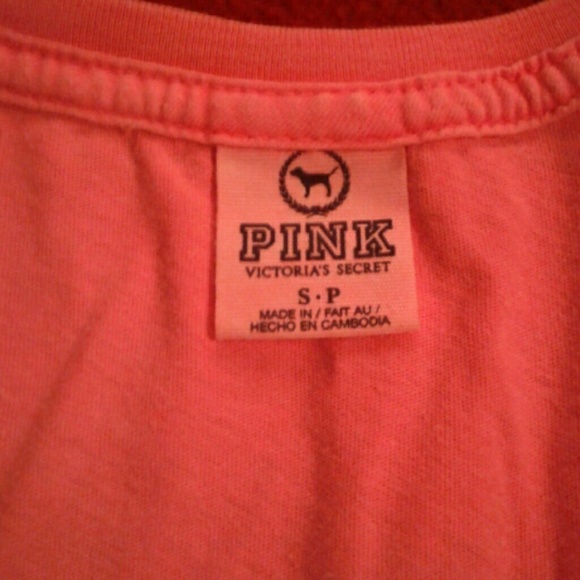 PINK
VICTORIA'S SECRET
S · P
MADE IN / FAIT AU /
HECHO EN CAMBODIA